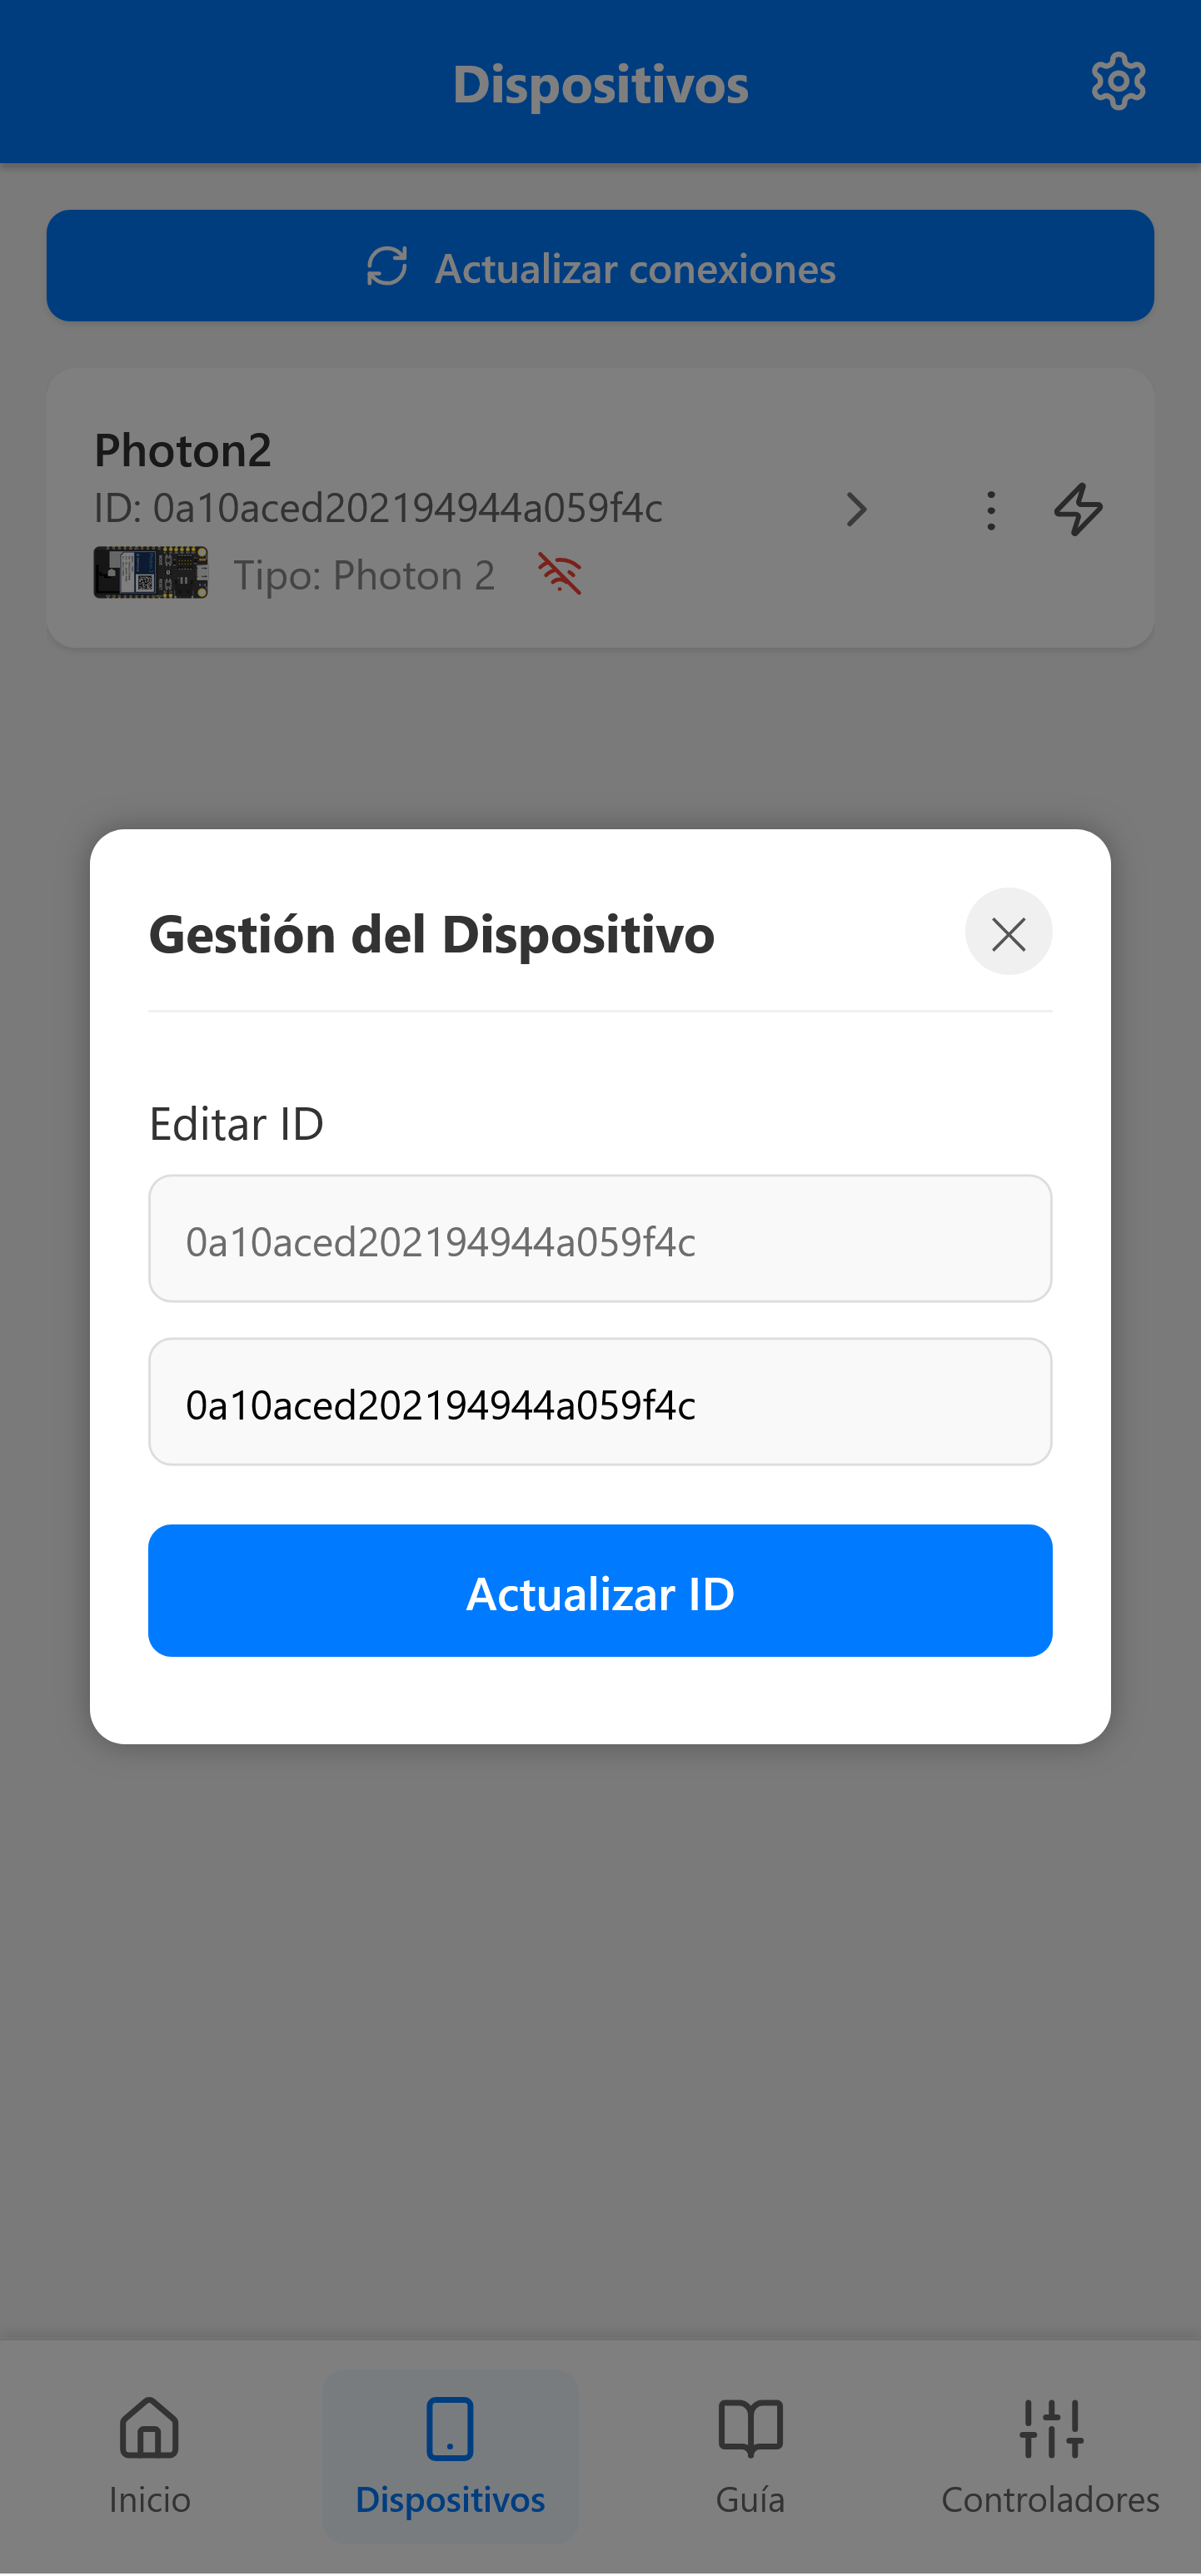 Dispositivos
Actualizar conexiones
Photon2
ID: 0a10aced202194944a059f4c
Tipo: Photon 2
Gestión del Dispositivo
Editar ID
0a10aced202194944a059f4c
0a10aced202194944a059f4c
Actualizar ID
Inicio
Dispositivos
Guía
Controladores